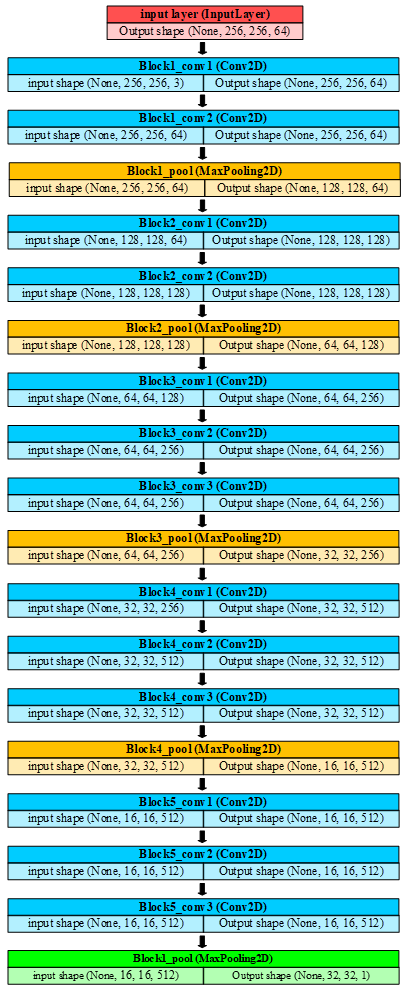 input layer (InputLayer)
Output shape (None, 256, 256, 64)
Block1_conv1 (Conv2D)
input shape (None, 256, 256, 3) Output shape (None, 256, 256, 64)
Block1_conv2 (Conv2D)
input shape (None, 256, 256, 64) Output shape (None, 256, 256, 64)
Block1_pool (MaxPooling2D)
input shape (None, 256, 256, 64) Output shape (None, 128, 128, 64)
Block2_conv1 (Conv2D)
input shape (None, 128, 128, 64) Output shape (None, 128, 128, 128)
Block2_conv2 (Conv2D)
input shape (None, 128, 128, 128) Output shape (None, 128, 128, 128)
Block2_pool (MaxPooling2D)
input shape (None, 128, 128, 128) Output shape (None, 64, 64, 128)
Block3_conv1 (Conv2D)
input shape (None, 64, 64, 128) Output shape (None, 64, 64, 256)
Block3_conv2 (Conv2D)
input shape (None, 64, 64, 256) Output shape (None, 64, 64, 256)
Block3_conv3 (Conv2D)
input shape (None, 64, 64, 256) Output shape (None, 64, 64, 256)
Block3_pool (MaxPooling2D)
input shape (None, 64, 64, 256) Output shape (None, 32, 32, 256)
Block4_conv1 (Conv2D)
input shape (None, 32, 32, 256) Output shape (None, 32, 32, 512)
Block4_conv2 (Conv2D)
input shape (None, 32, 32, 512) Output shape (None, 32, 32, 512)
Block4_conv3 (Conv2D)
input shape (None, 32, 32, 512) Output shape (None, 32, 32, 512)
Block4_pool (MaxPooling2D)
input shape (None, 32, 32, 512) Output shape (None, 16, 16, 512)
Block5_conv1 (Conv2D)
input shape (None, 16, 16, 512) Output shape (None, 16, 16, 512)
Block5_conv2 (Conv2D)
input shape (None, 16, 16, 512) Output shape (None, 16, 16, 512)
Block5_conv3 (Conv2D)
input shape (None, 16, 16, 512) Output shape (None, 16, 16, 512)
Block1_pool (MaxPooling2D)
input shape (None, 16, 16, 512) Output shape (None, 32, 32, 1)